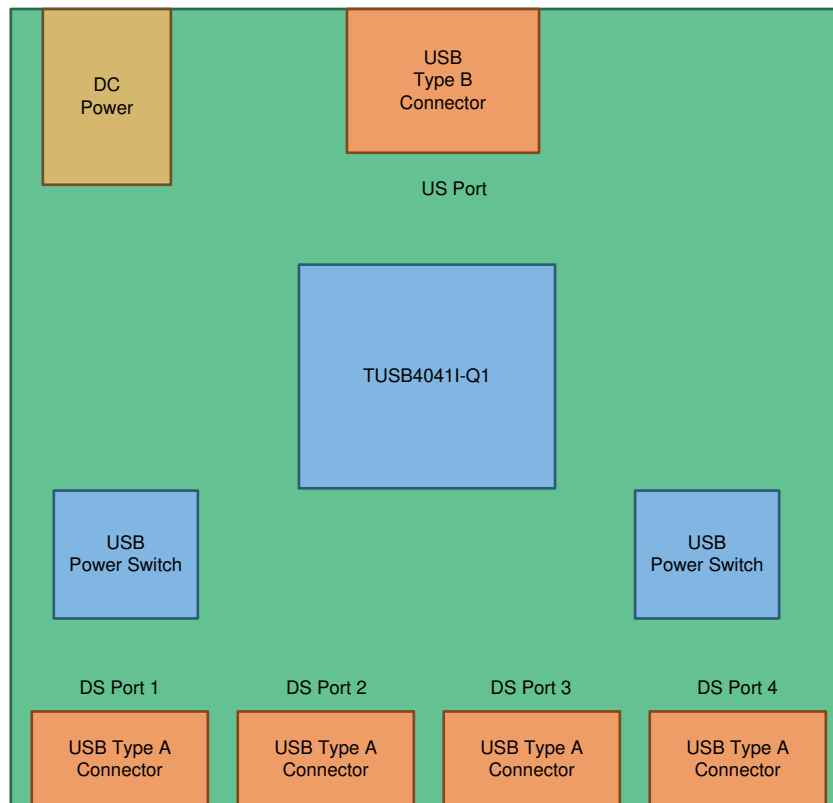 DC
Power
USB
Type B
Connector
US Port
TUSB4041I-Q1
USB
Power Switch
USB
Power Switch
DS Port 1
DS Port 2
DS Port 3
DS Port 4
USB Type A
Connector
USB Type A
Connector
USB Type A
Connector
USB Type A
Connector